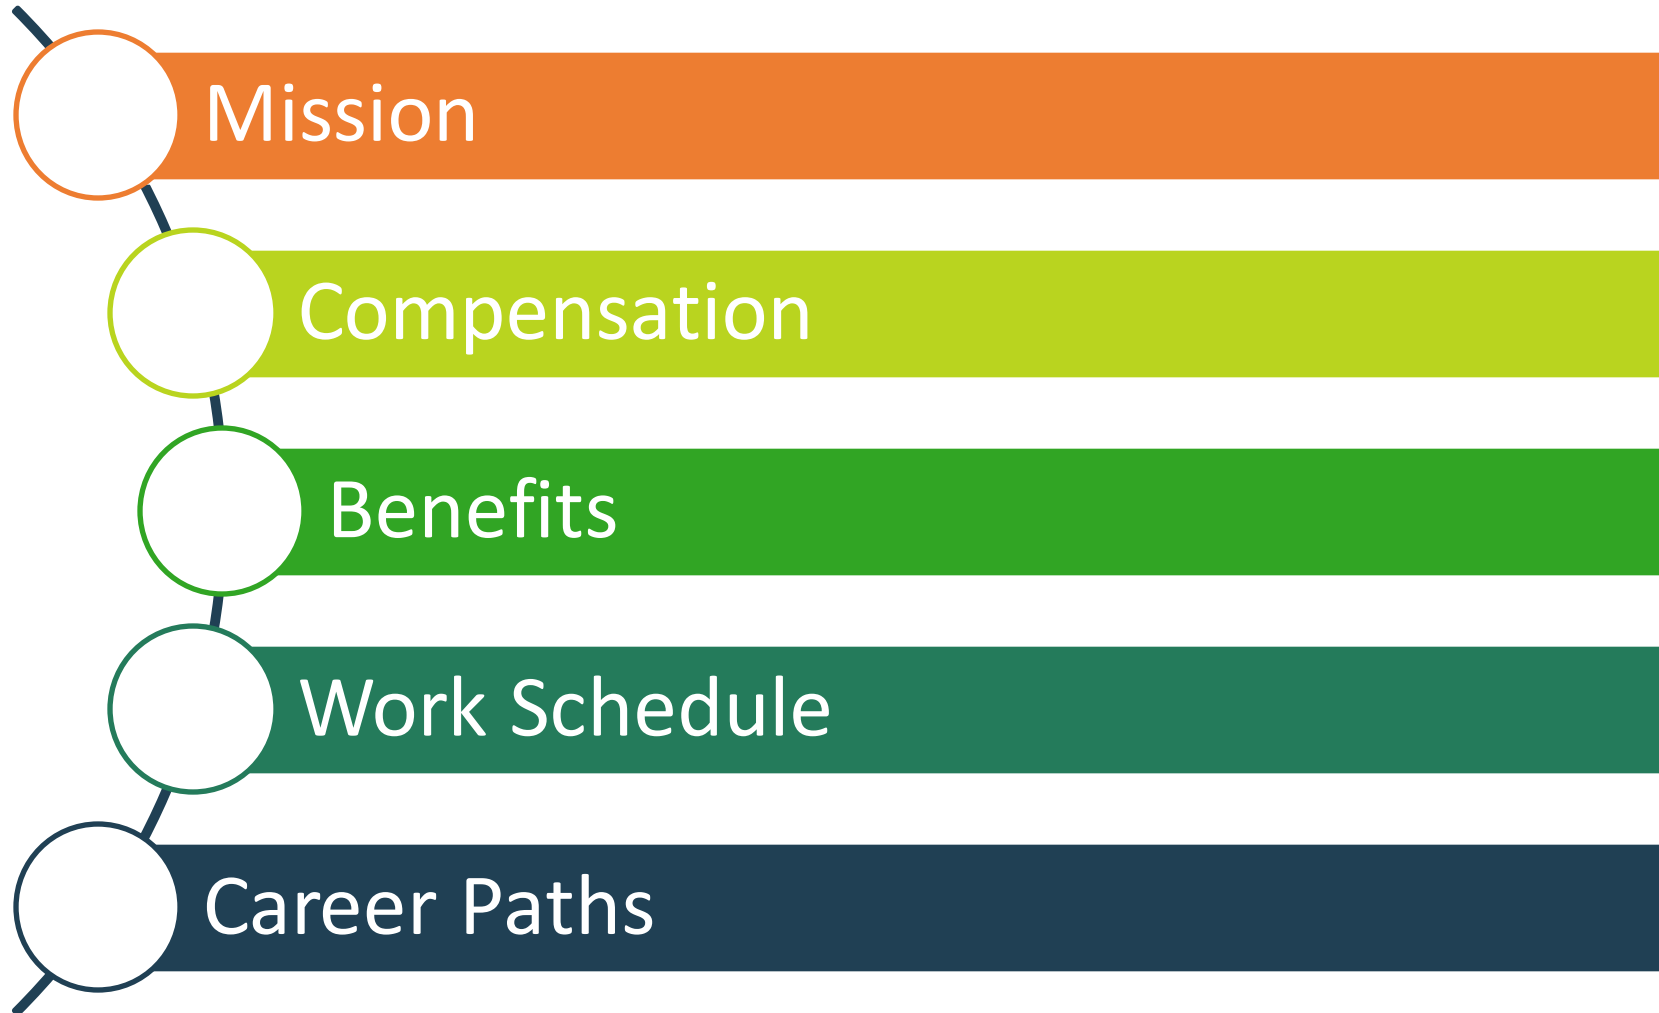 Mission
Compensation
Benefits
Work Schedule
Career Paths